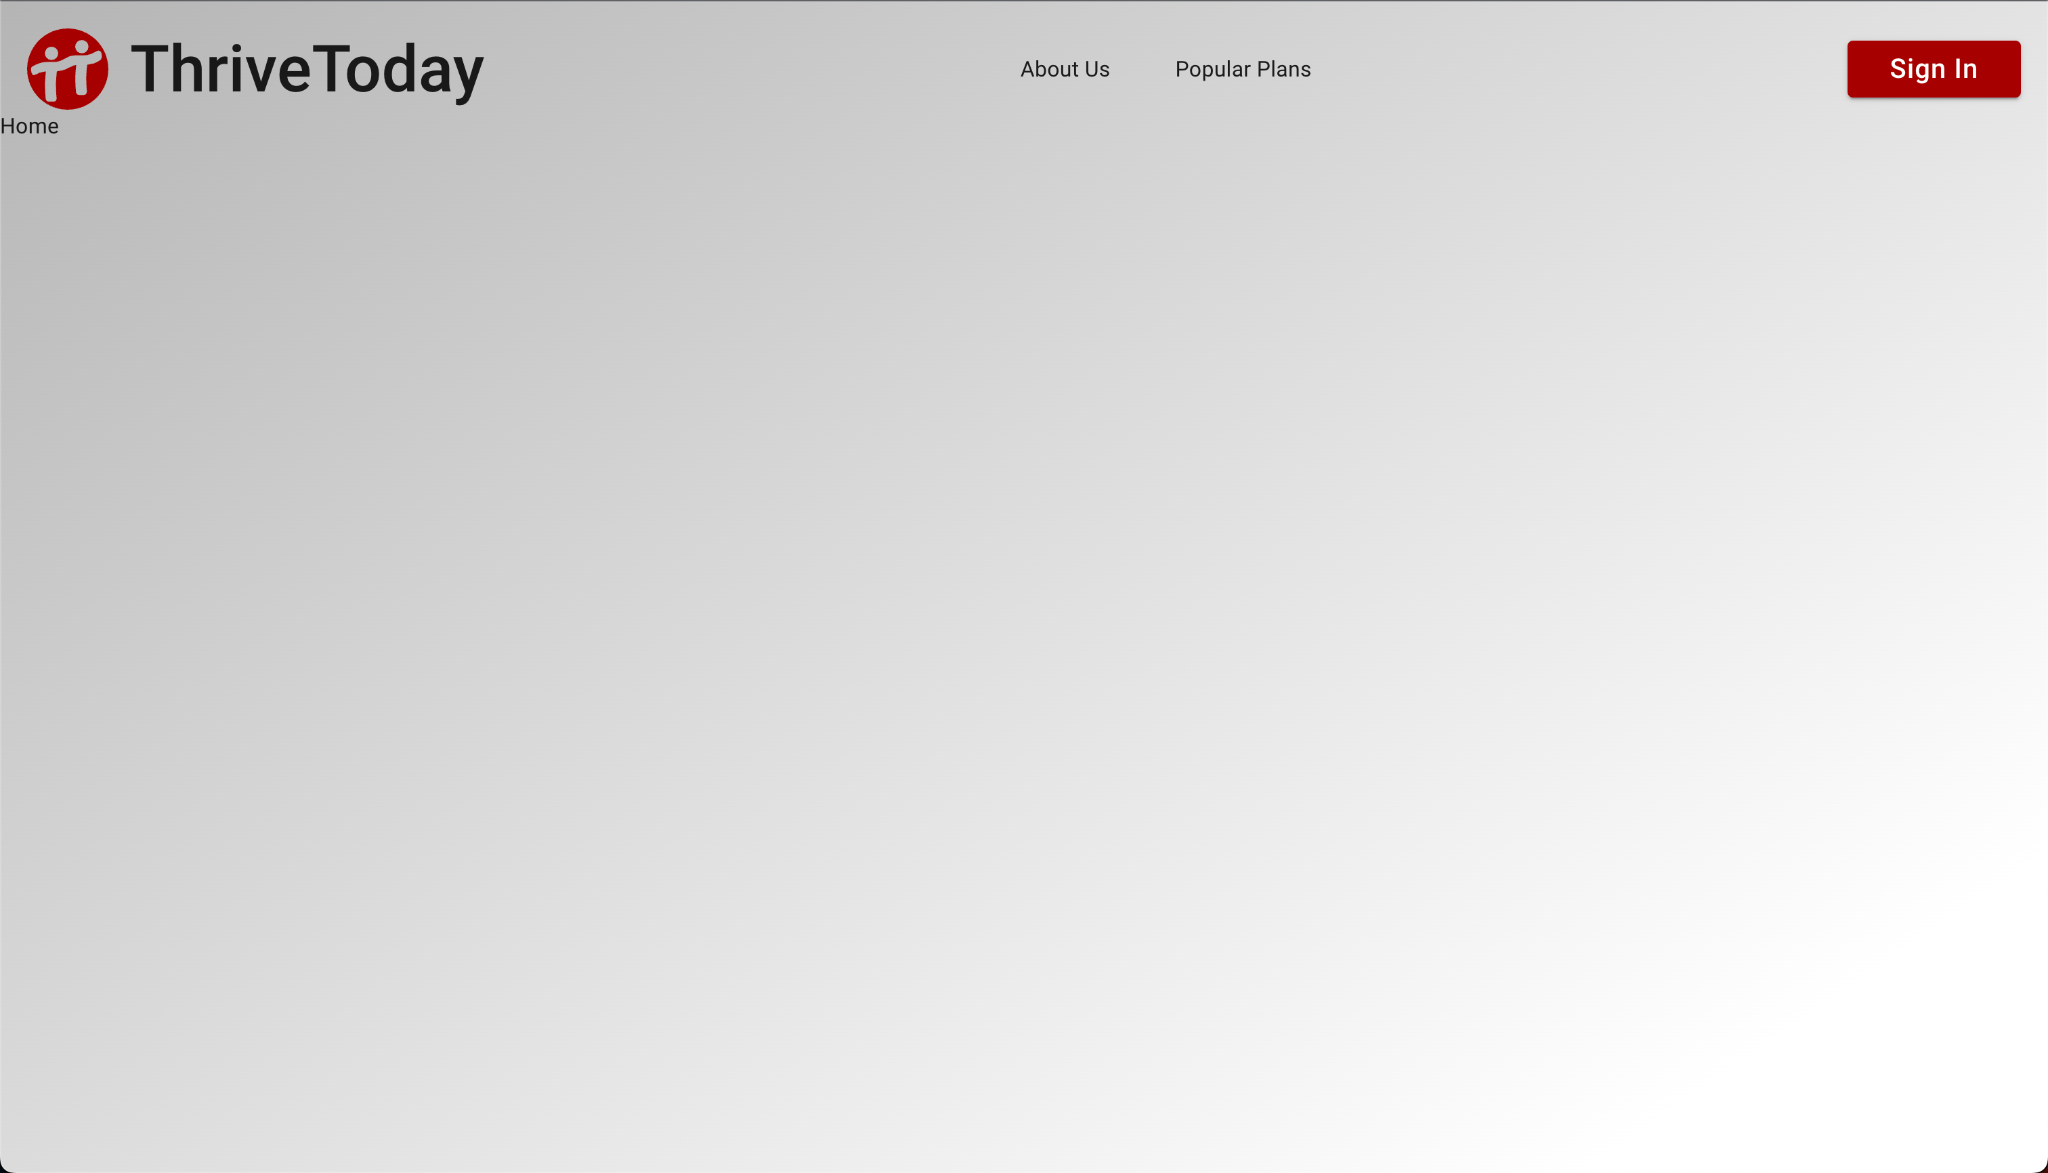 ThriveToday
About Us
Popular Plans
Sign In
Home